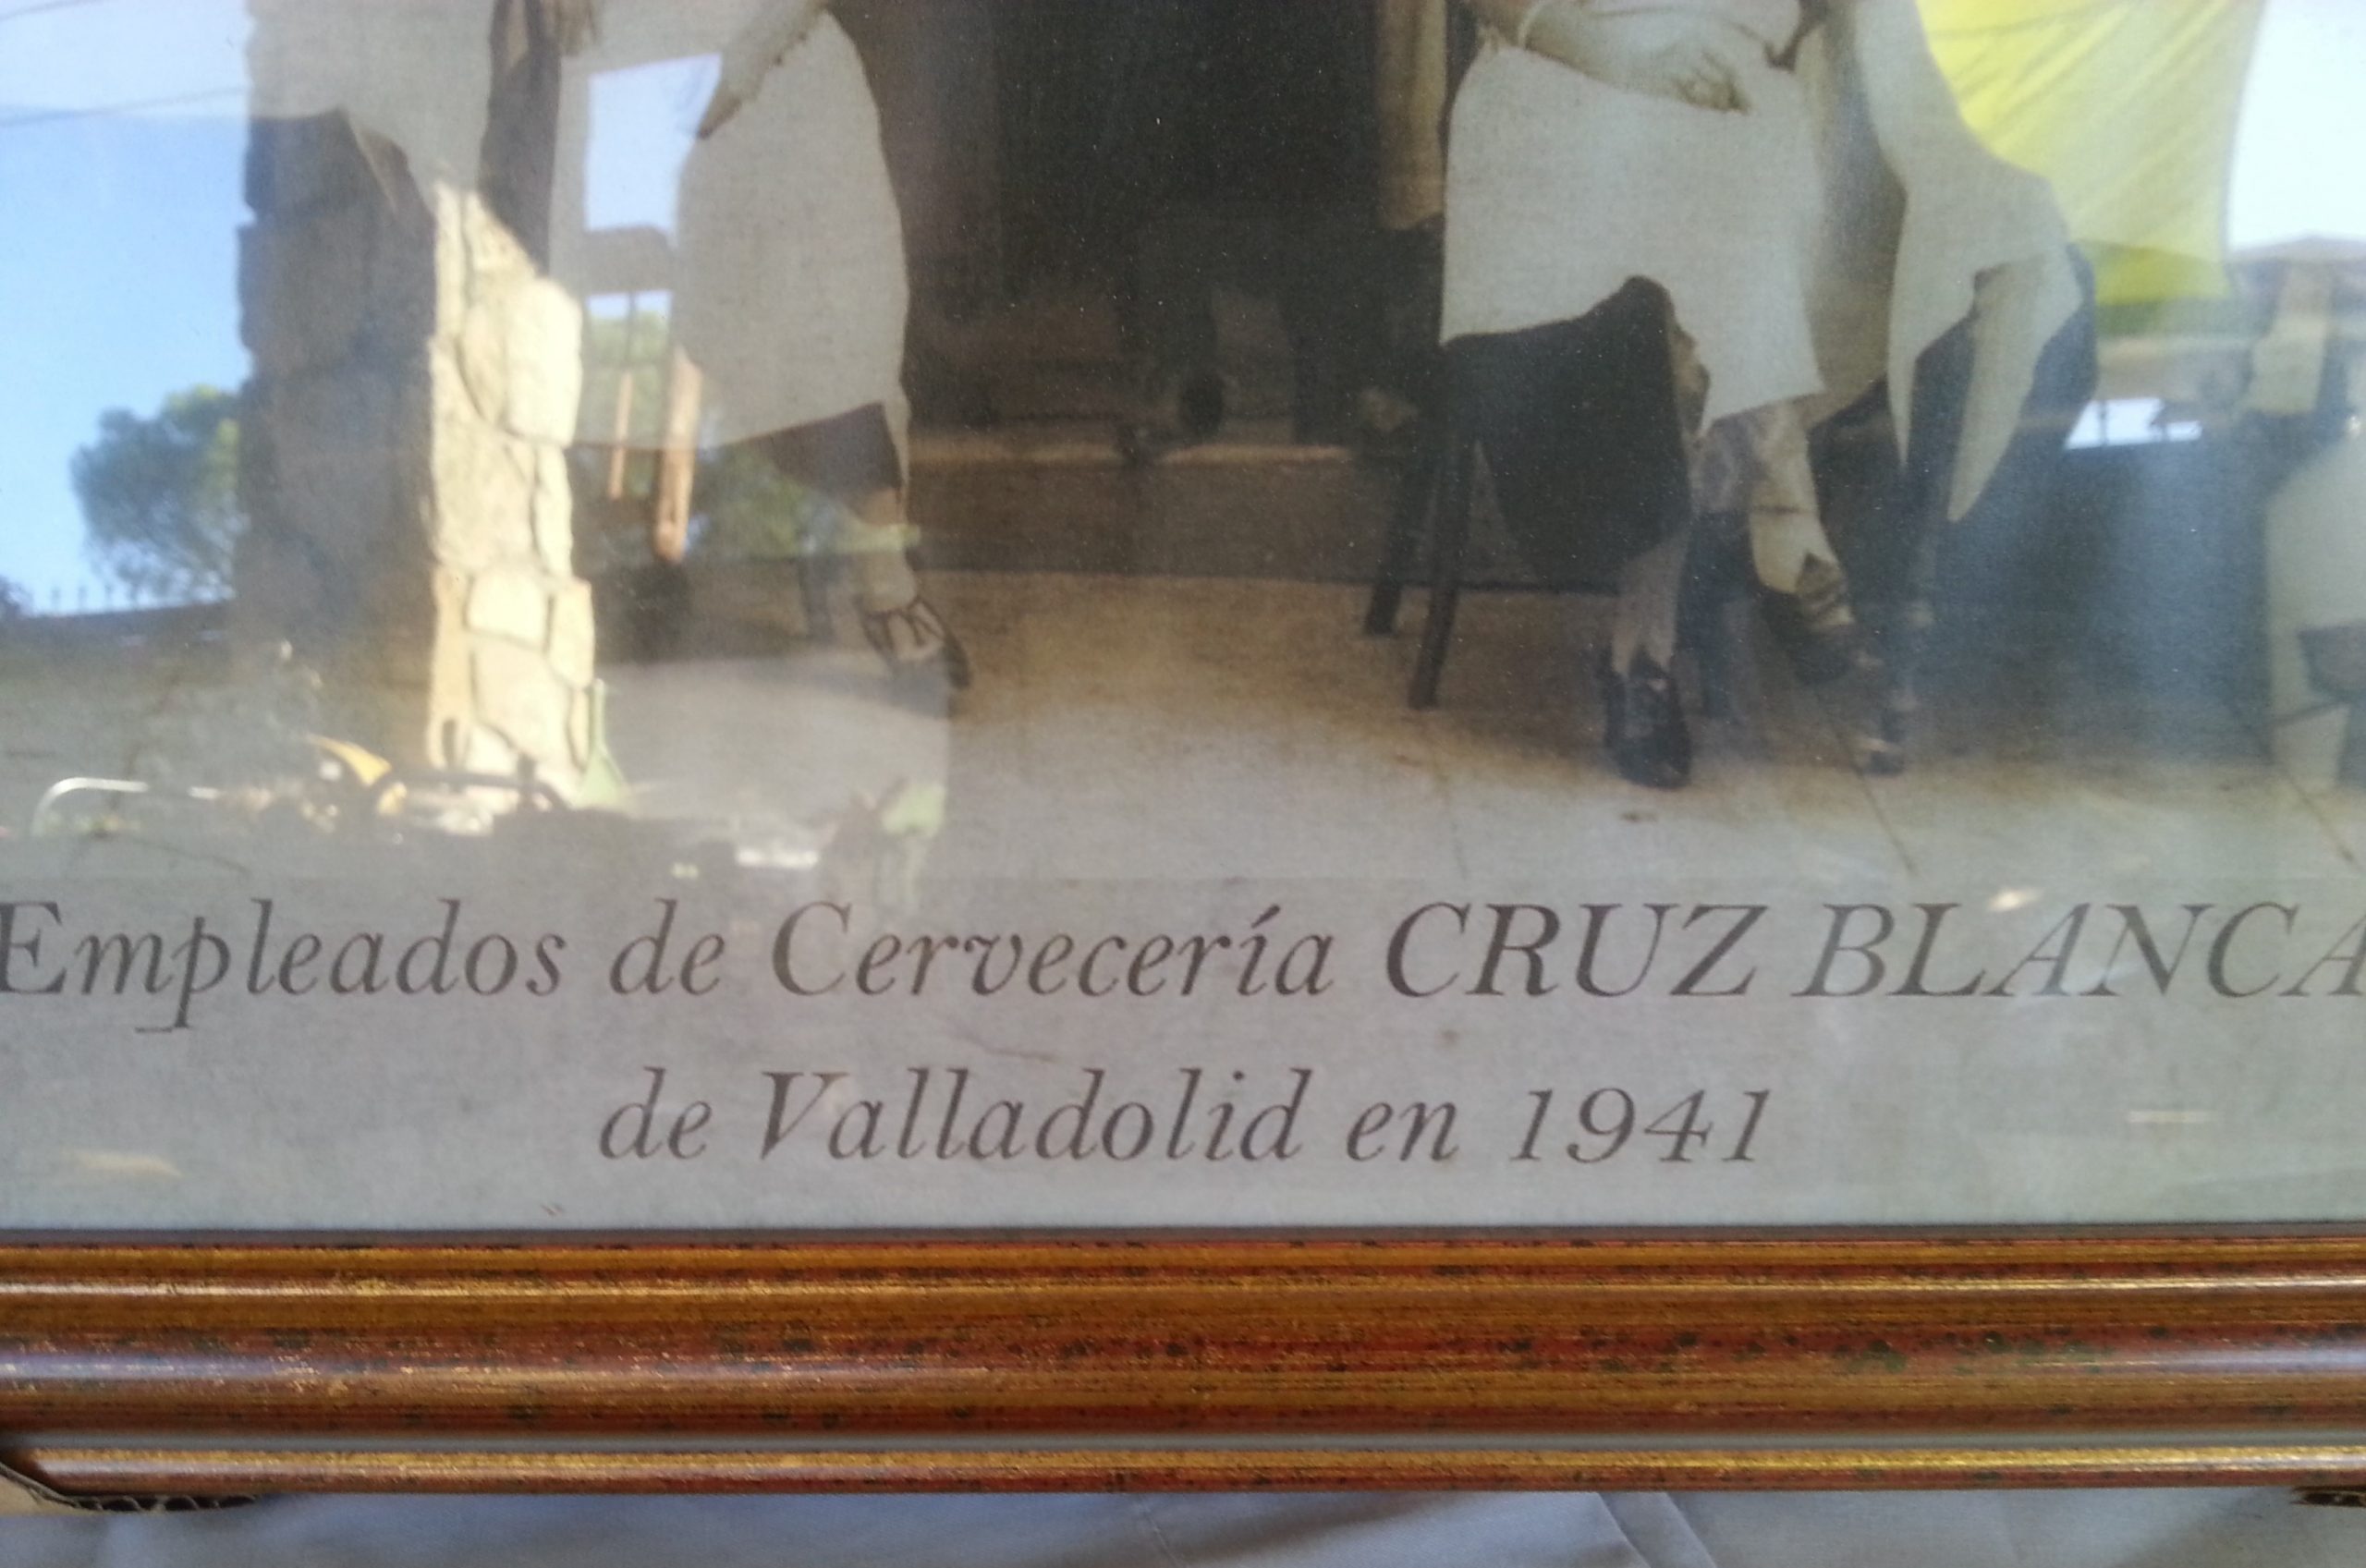 Empleados de Cervecería CRUZ BLANCA
de Valladolid en 1941